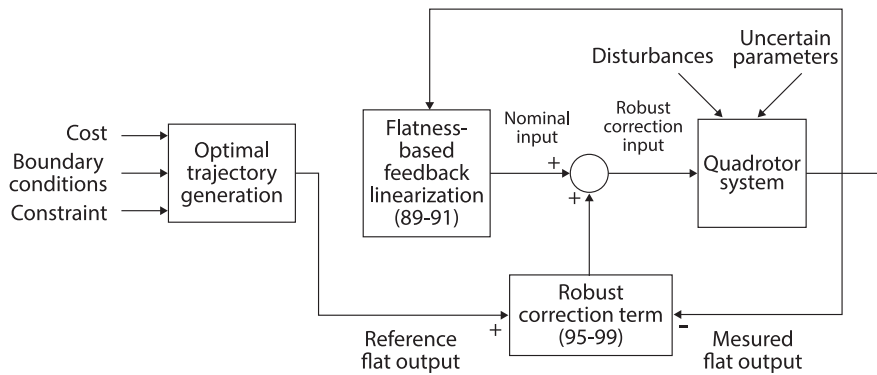 Cost
Boundary
conditions
Constraint
Optimal
trajectory
generation
Flatness-
based
feedback
linearization
(89-91)
Nominal
input
+
+
Robust
correction
input
Disturbances
Uncertain
parameters
Quadrotor
system
Robust
correction term
(95-99)
+
-
Reference
flat output
Mesured
flat output